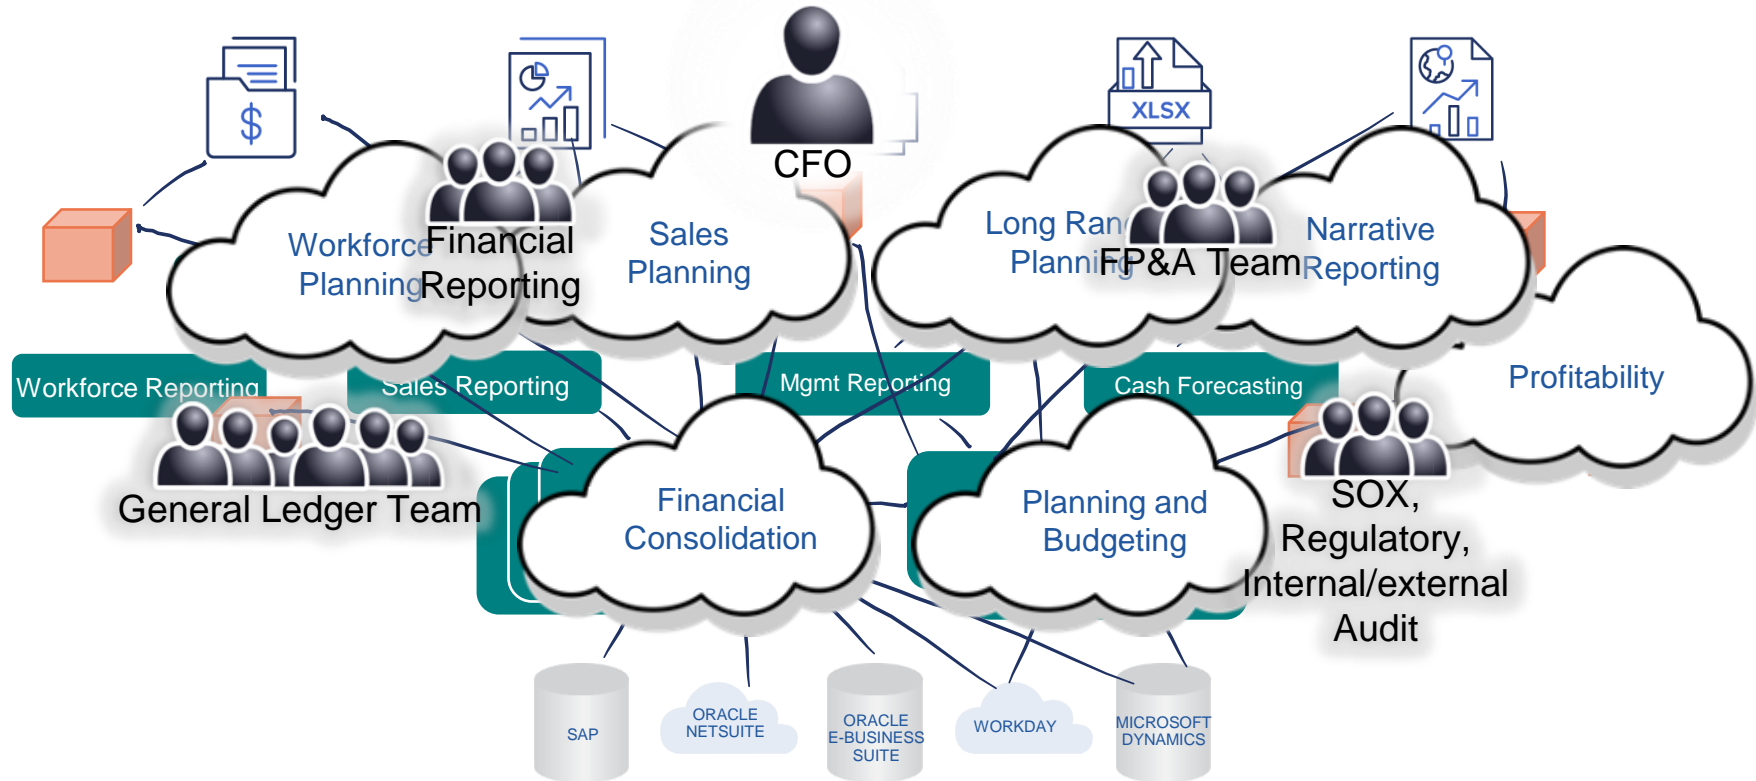 $
XLSX
CFO
Workforce
Planning
Financial
Reporting
Sales
Planning
Long Range
Planning
FP&A Team
Narrative
Reporting
Workforce Reporting
Sales Reporting
Mgmt Reporting
Cash Forecasting
Profitability
General Ledger Team
Financial
Consolidation
Planning and
Budgeting
SOX,
Regulatory,
Internal/external
Audit
SAP
ORACLE
NETSUITE
ORACLE
E-BUSINESS
SUITE
WORKDAY
MICROSOFT
DYNAMICS